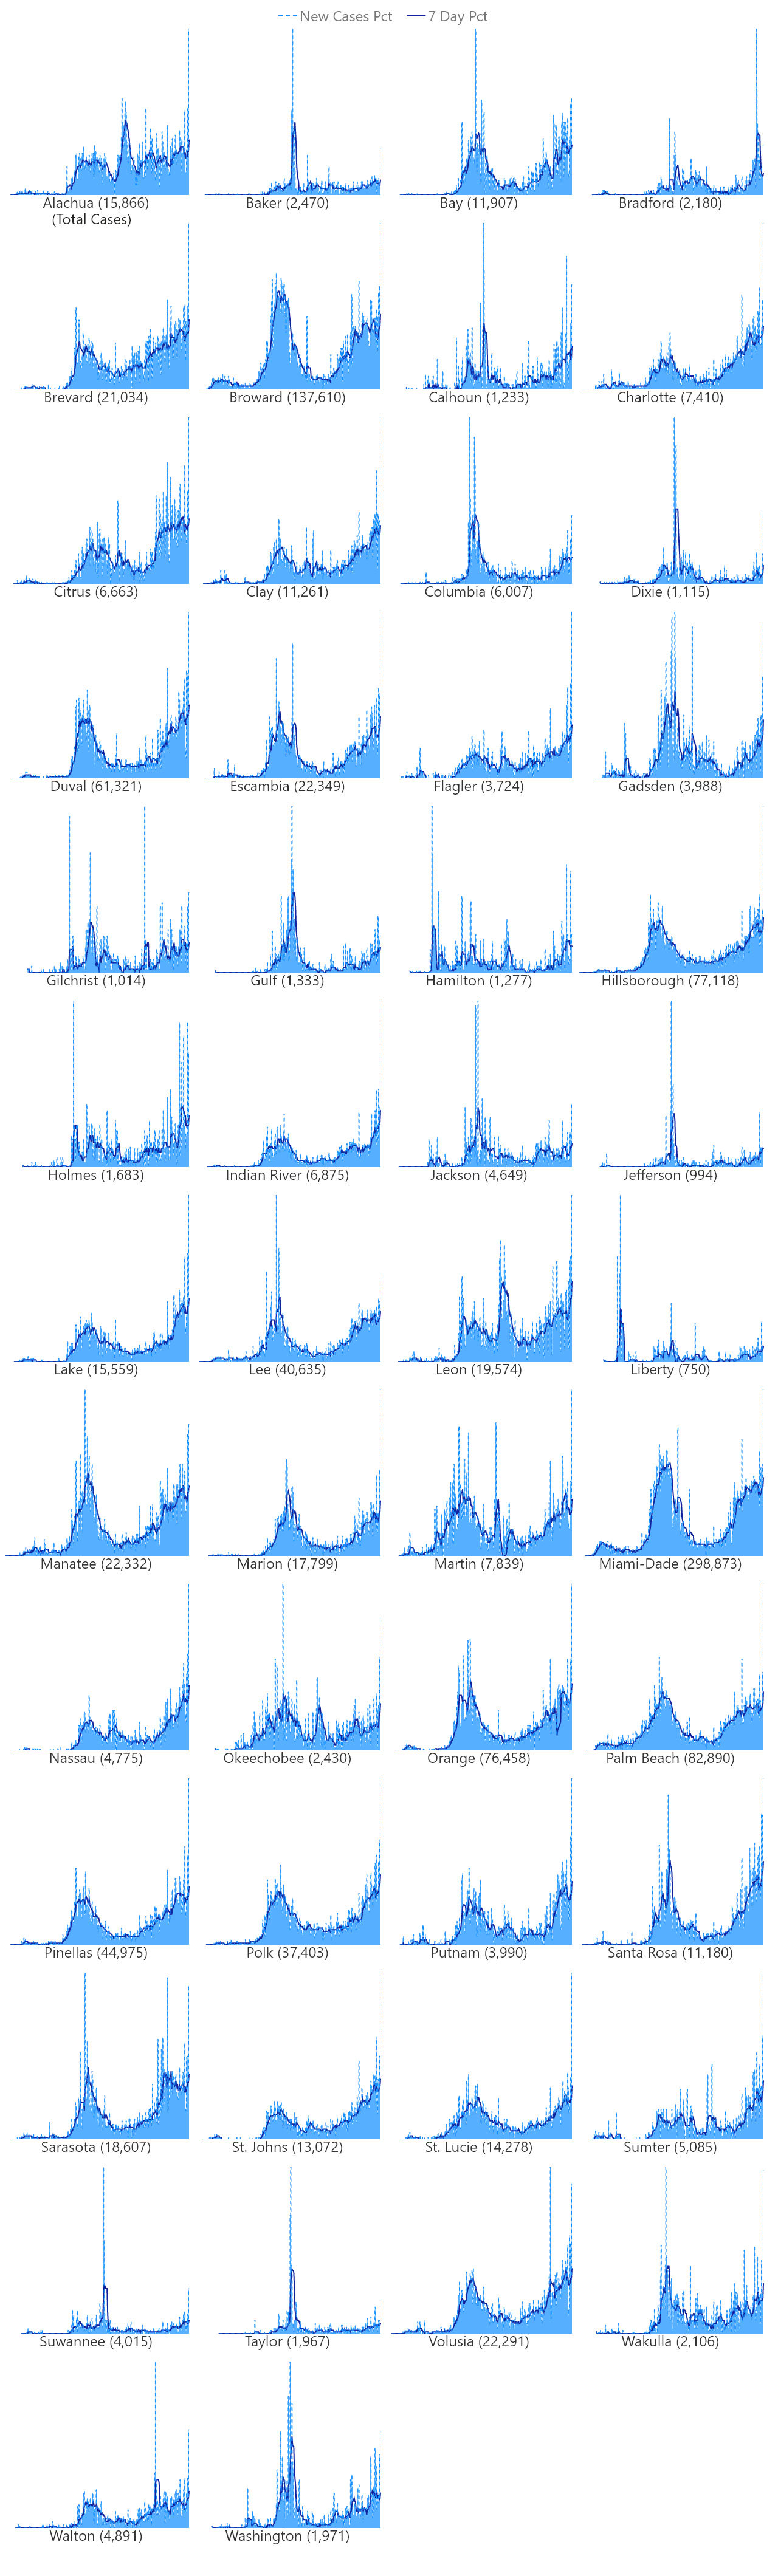 New Cases Pct 7 Day Pct
Alachua (15,866) Baker (2,470) Bay (11,907) Bradford (2,180)
(Total Cases)
Brevard (21,034) Broward (137,610) Calhoun (1,233) Charlotte (7,410)
Citrus (6,663) Clay (11,261) Columbia (6,007) Dixie (1,115)
Duval (61,321) Escambia (22,349) Flagler (3,724) Gadsden (3,988)
Gilchrist (1,014) Gulf (1,333) Hamilton (1,277) Hillsborough (77,118)
Holmes (1,683) Indian River (6,875) Jackson (4,649) Jefferson (994)
Lake (15,559) Lee (40,635) Leon (19,574) Liberty (750)
Manatee (22,332) Marion (17,799) Martin (7,839) Miami-Dade (298,873)
Nassau (4,775) Okeechobee (2,430) Orange (76,458) Palm Beach (82,890)
Pinellas (44,975) Polk (37,403) Putnam (3,990) Santa Rosa (11,180)
Sarasota (18,607) St. Johns (13,072) St. Lucie (14,278) Sumter (5,085)
Suwannee (4,015) Taylor (1,967) Volusia (22,291) Wakulla (2,106)
Walton (4,891) Washington (1,971)